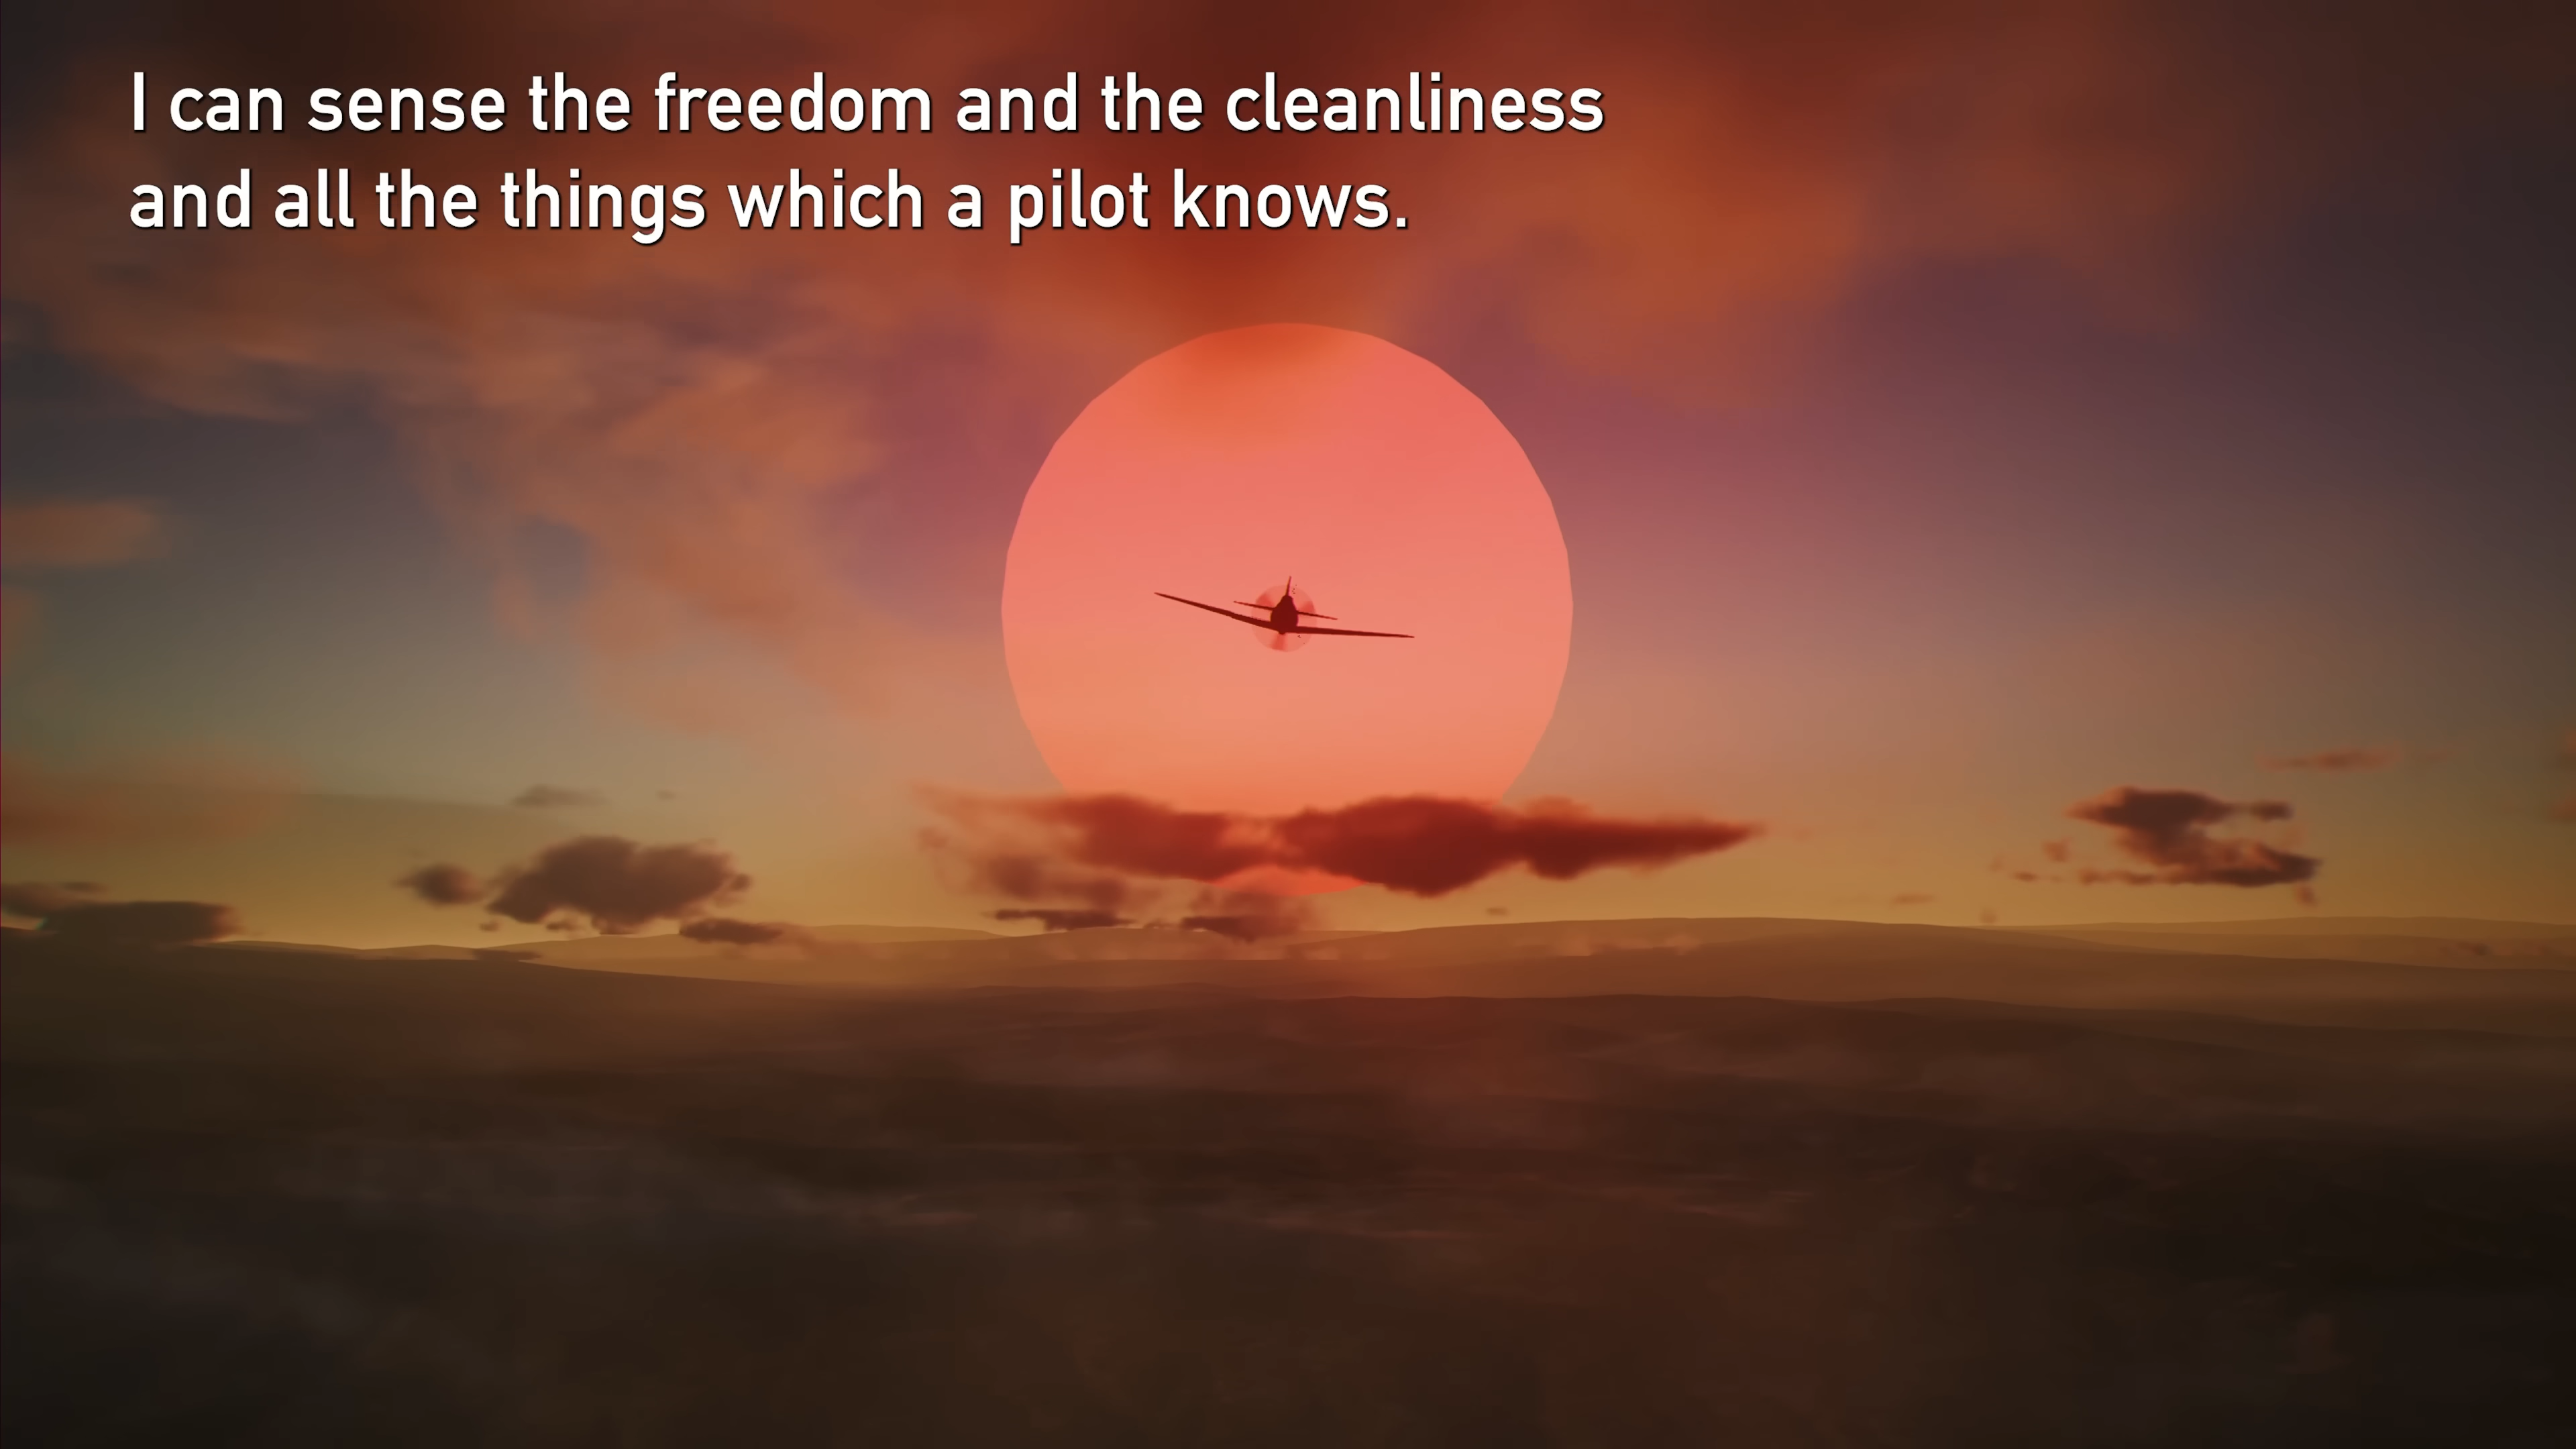 I can sense the freedom and the cleanliness
and all the things which a pilot knows.